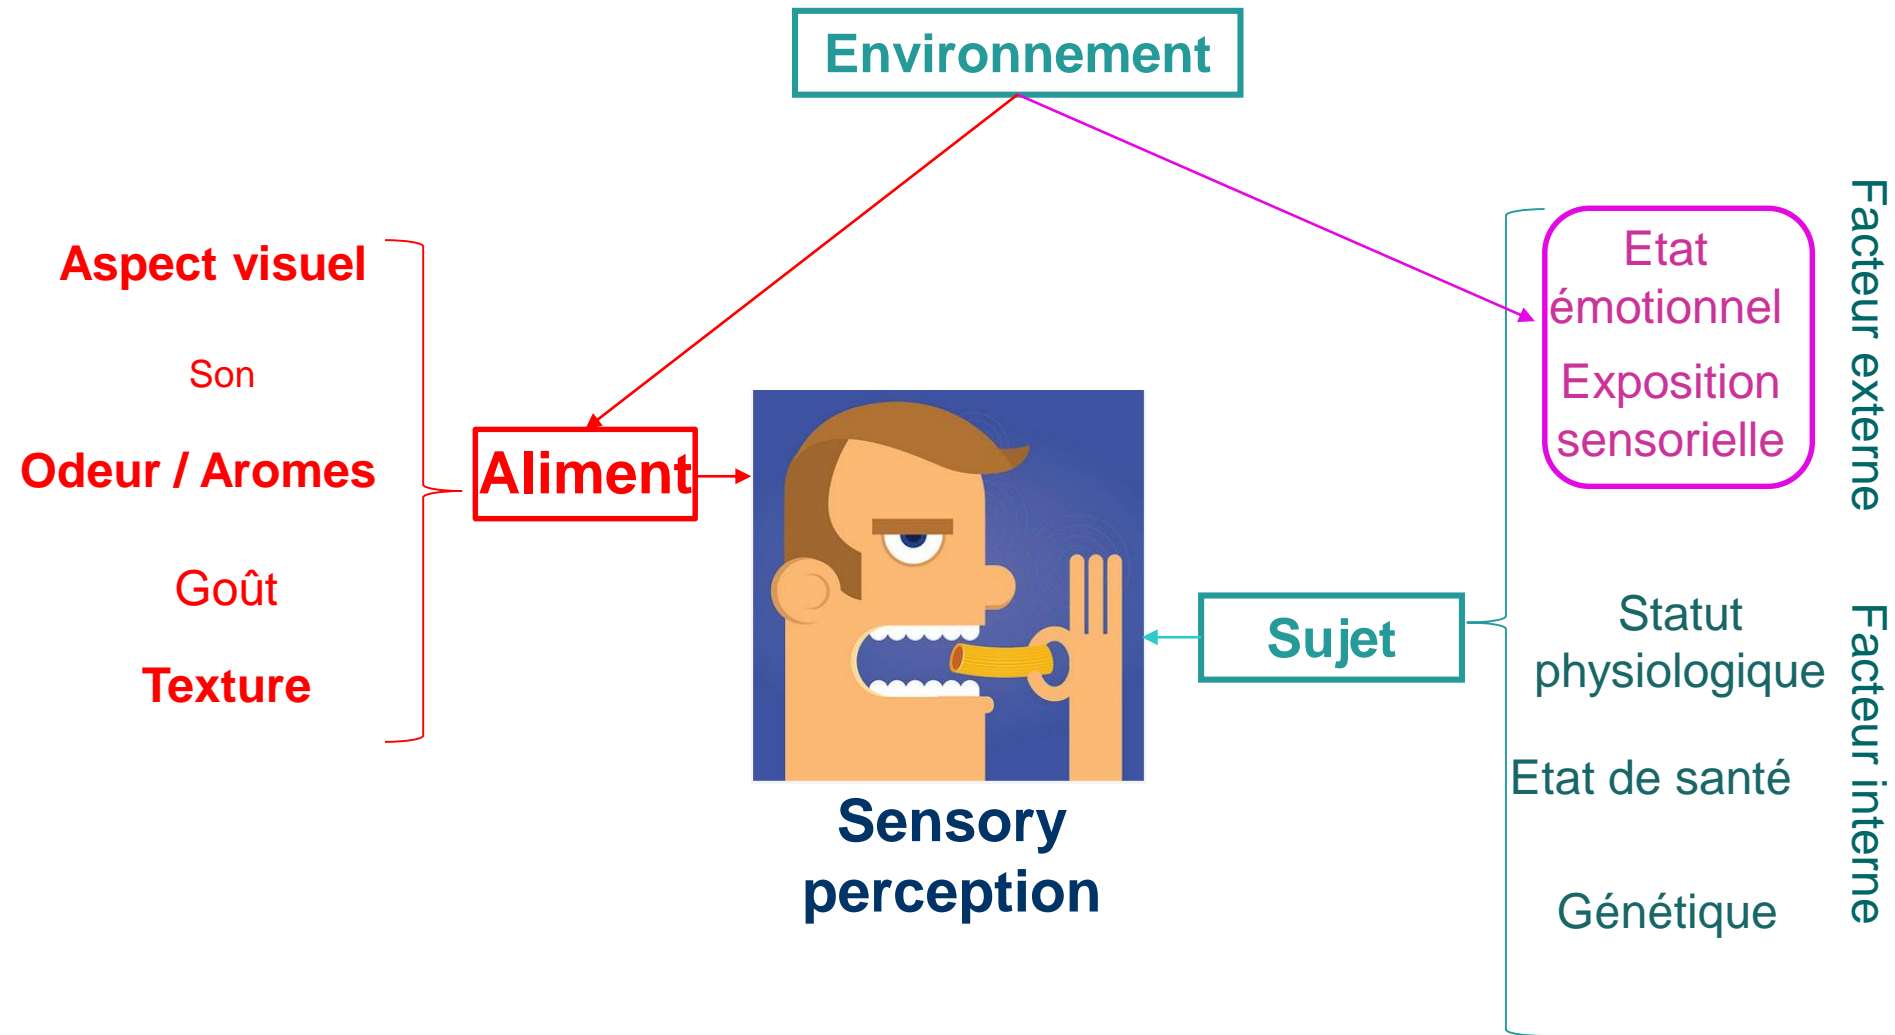 Environnement
Aspect visuel
Son
Odeur / Aromes
Goût
Texture
Aliment
Sensory
perception
Sujet
Etat
émotionnel
Exposition
sensorielle
Facteur externe
Statut
physiologique
Etat de santé
Génétique
Facteur interne